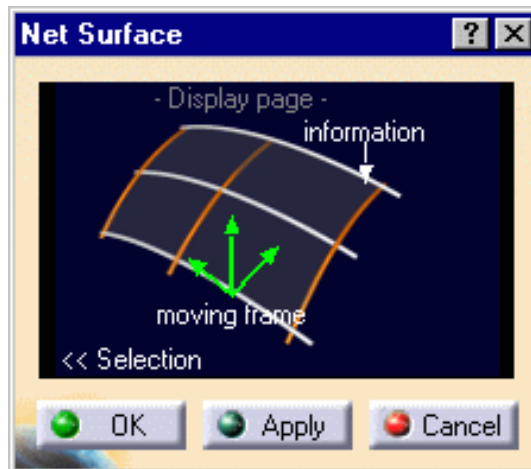 Net Surface
- Display page -
information
moving frame
<< Selection
OK Apply Cancel